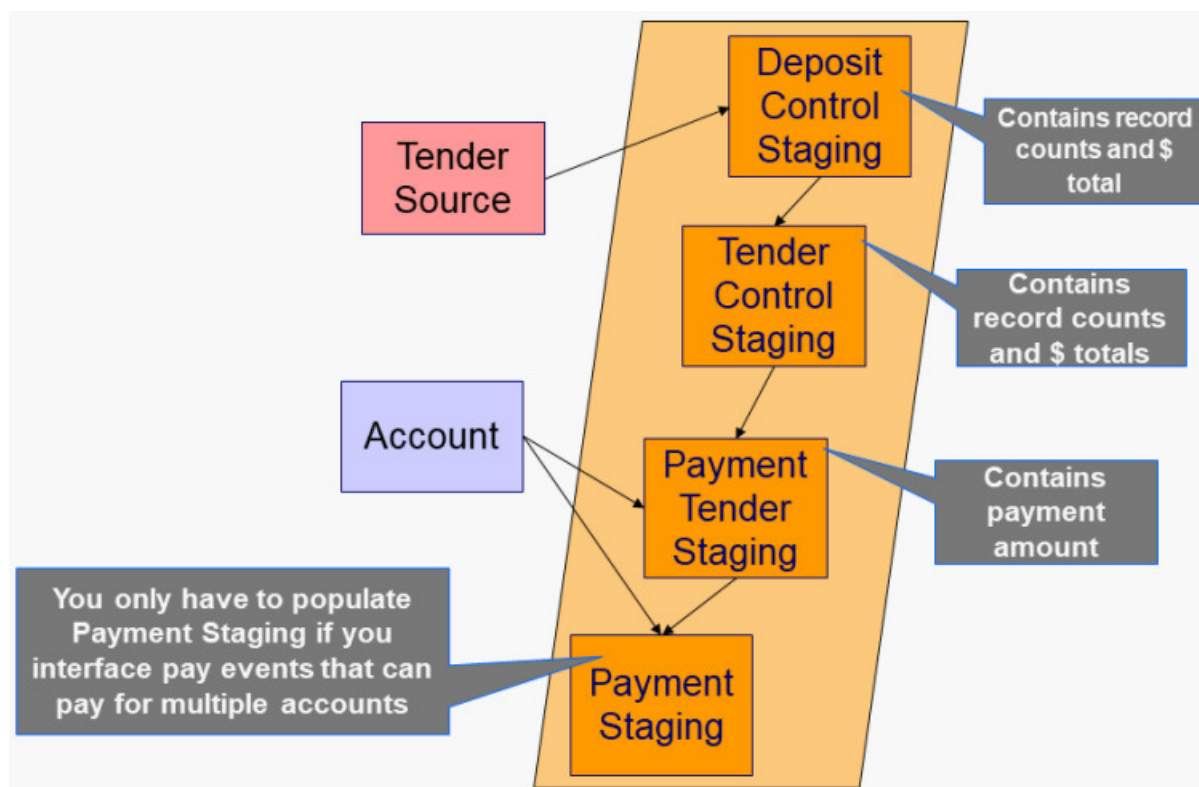 Deposit
Control
Staging
Contains record
counts and $
total
Tender
Source
Tender
Control
Staging
Contains
record counts
and $ totals
Account
Payment
Tender
Staging
Contains
payment
amount
You only have to populate
Payment Staging if you
interface pay events that can
pay for multiple accounts
Payment
Staging